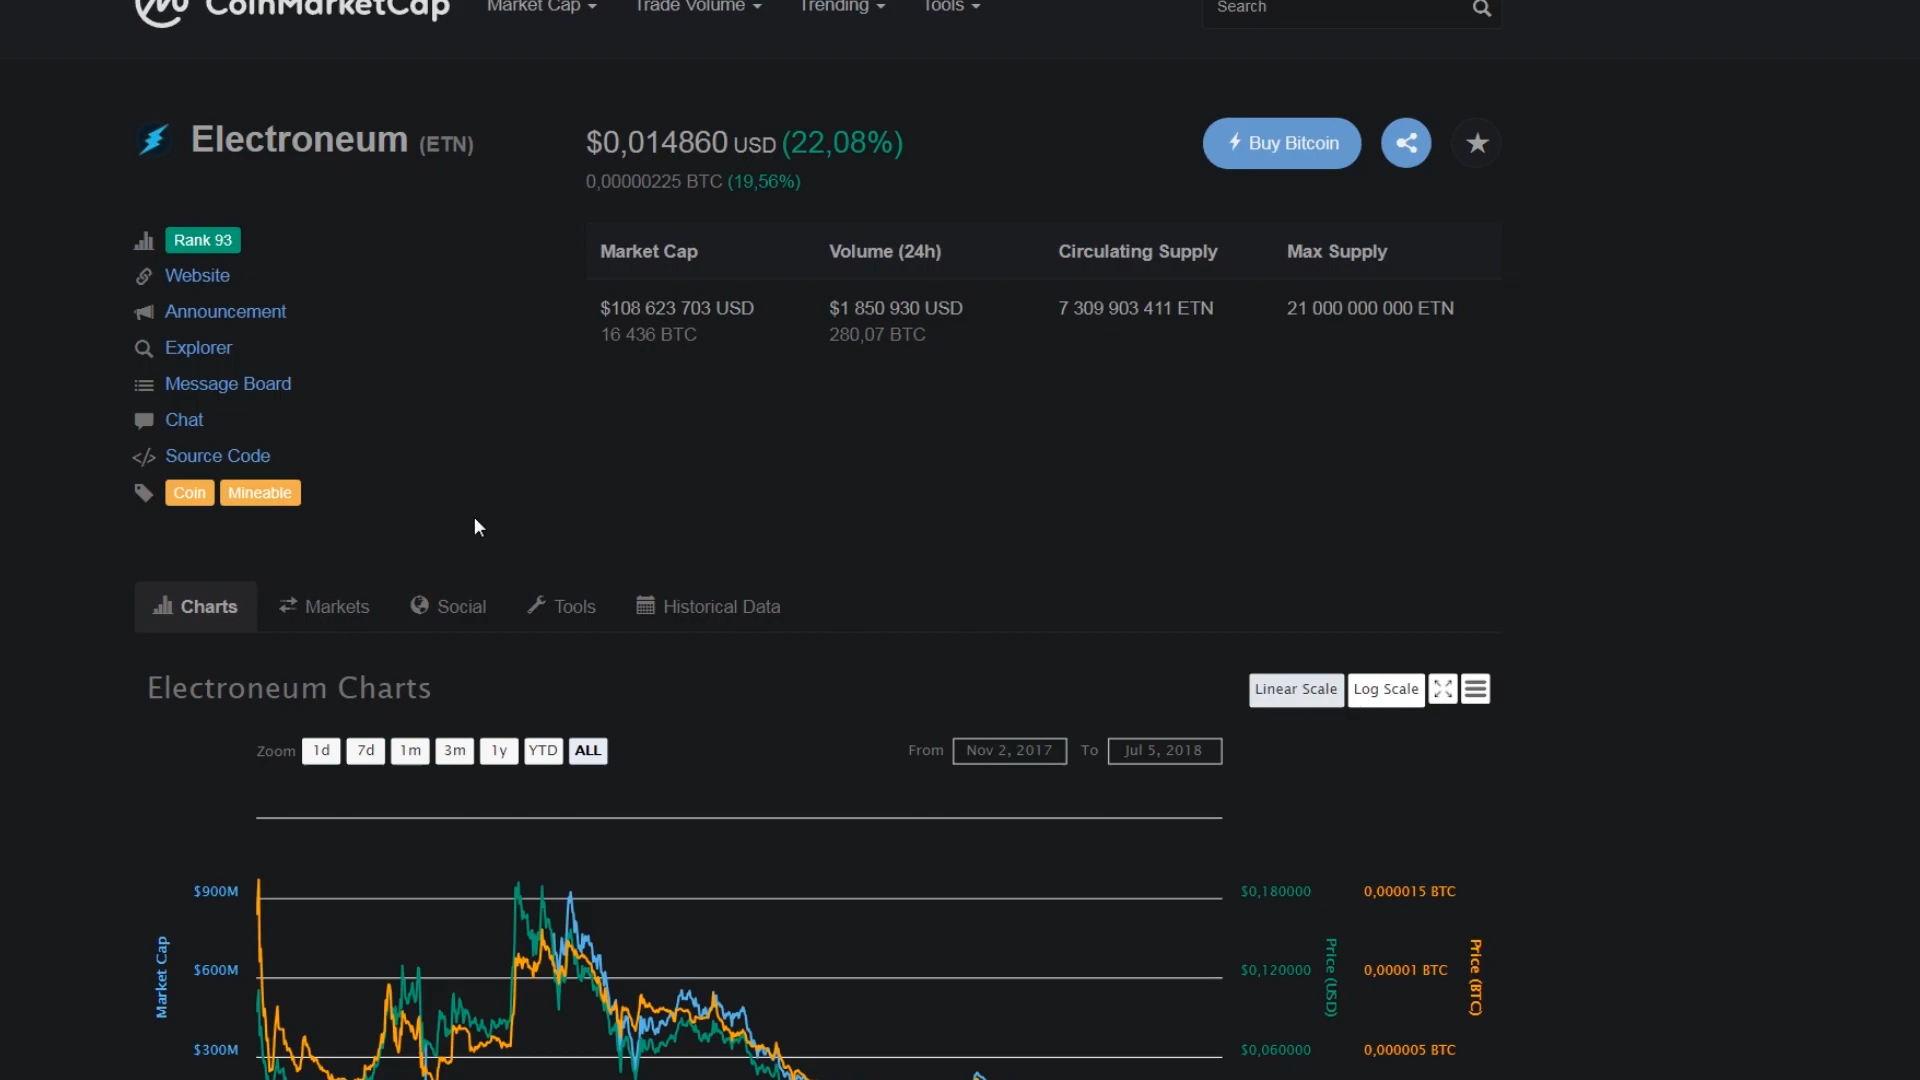 CoinMarketCap Market Cap Trade Volume Trending Tools Search
Electroneum (ETN)
$0,014860 USD (22,08%)
0,00000225 BTC (19,56%)
Buy Bitcoin
Rank 93
Website
Announcement
Explorer
Message Board
Chat
Source Code
Coin Mineable
Market Cap Volume (24h) Circulating Supply Max Supply
$108 623 703 USD $1 850 930 USD 7 309 903 411 ETN 21 000 000 000 ETN
16 436 BTC 280,07 BTC
Charts Markets Social Tools Historical Data
Electroneum Charts
Linear Scale Log Scale
Zoom 1d 7d 1m 3m 1y YTD ALL From Nov 2, 2017 To Jul 5, 2018
$900M $0,180000 0,000015 BTC
$600M $0,120000 0,00001 BTC
$300M $0,060000 0,000005 BTC
Market Cap
Price (USD)
Price (BTC)